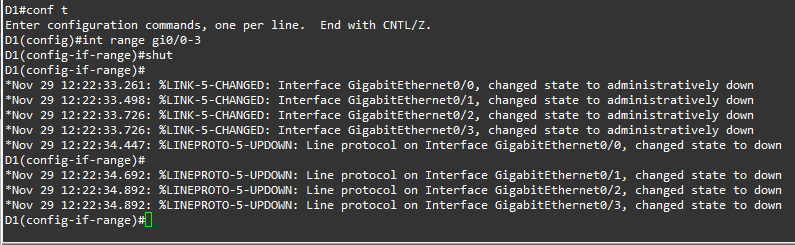 D1#conf t
Enter configuration commands, one per line.  End with CNTL/Z.
D1(config)#int range gi0/0-3
D1(config-if-range)#shut
D1(config-if-range)#
*Nov 29 12:22:33.261: %LINK-5-CHANGED: Interface GigabitEthernet0/0, changed state to administratively down
*Nov 29 12:22:33.498: %LINK-5-CHANGED: Interface GigabitEthernet0/1, changed state to administratively down
*Nov 29 12:22:33.726: %LINK-5-CHANGED: Interface GigabitEthernet0/2, changed state to administratively down
*Nov 29 12:22:33.726: %LINK-5-CHANGED: Interface GigabitEthernet0/3, changed state to administratively down
*Nov 29 12:22:34.447: %LINEPROTO-5-UPDOWN: Line protocol on Interface GigabitEthernet0/0, changed state to down
D1(config-if-range)#
*Nov 29 12:22:34.692: %LINEPROTO-5-UPDOWN: Line protocol on Interface GigabitEthernet0/1, changed state to down
*Nov 29 12:22:34.892: %LINEPROTO-5-UPDOWN: Line protocol on Interface GigabitEthernet0/2, changed state to down
*Nov 29 12:22:34.892: %LINEPROTO-5-UPDOWN: Line protocol on Interface GigabitEthernet0/3, changed state to down
D1(config-if-range)#